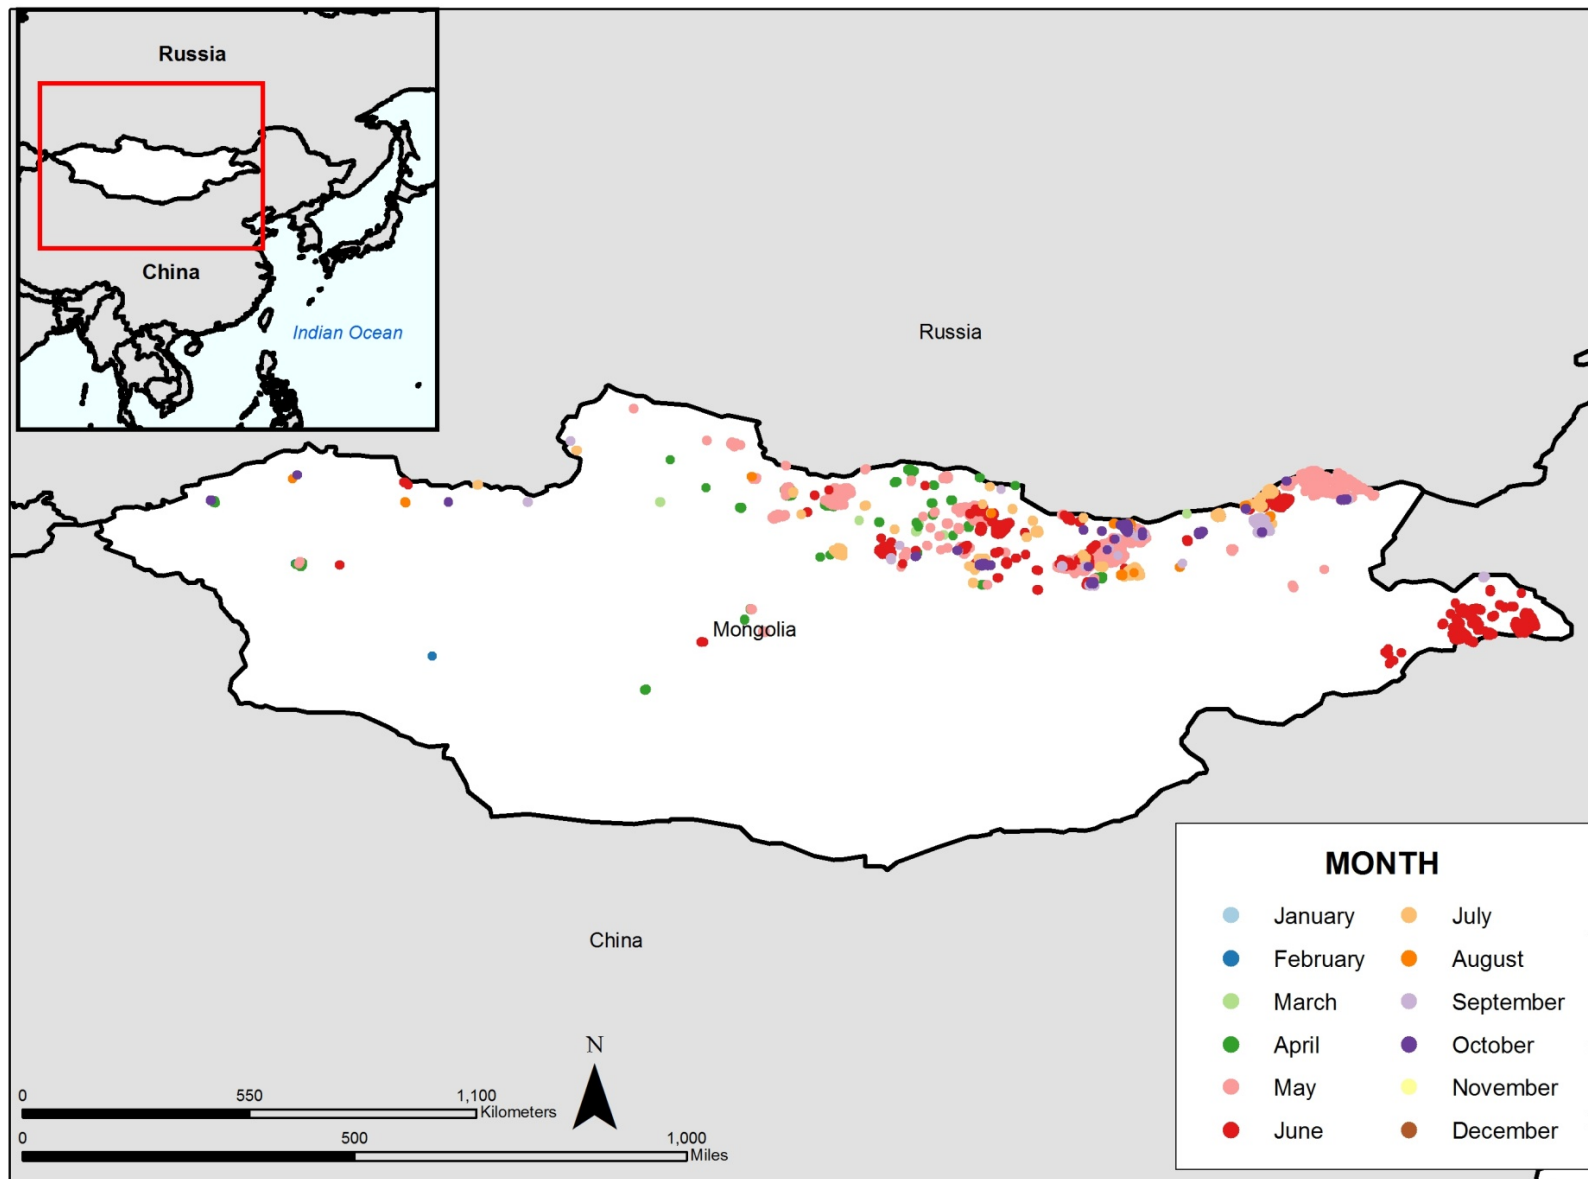 Russia
China
Indian Ocean
Russia
Mongolia
China
MONTH
January
July
February
August
March
September
April
October
May
November
June
December
N
0 550 1,100
Kilometers
0 500 1,000
Miles